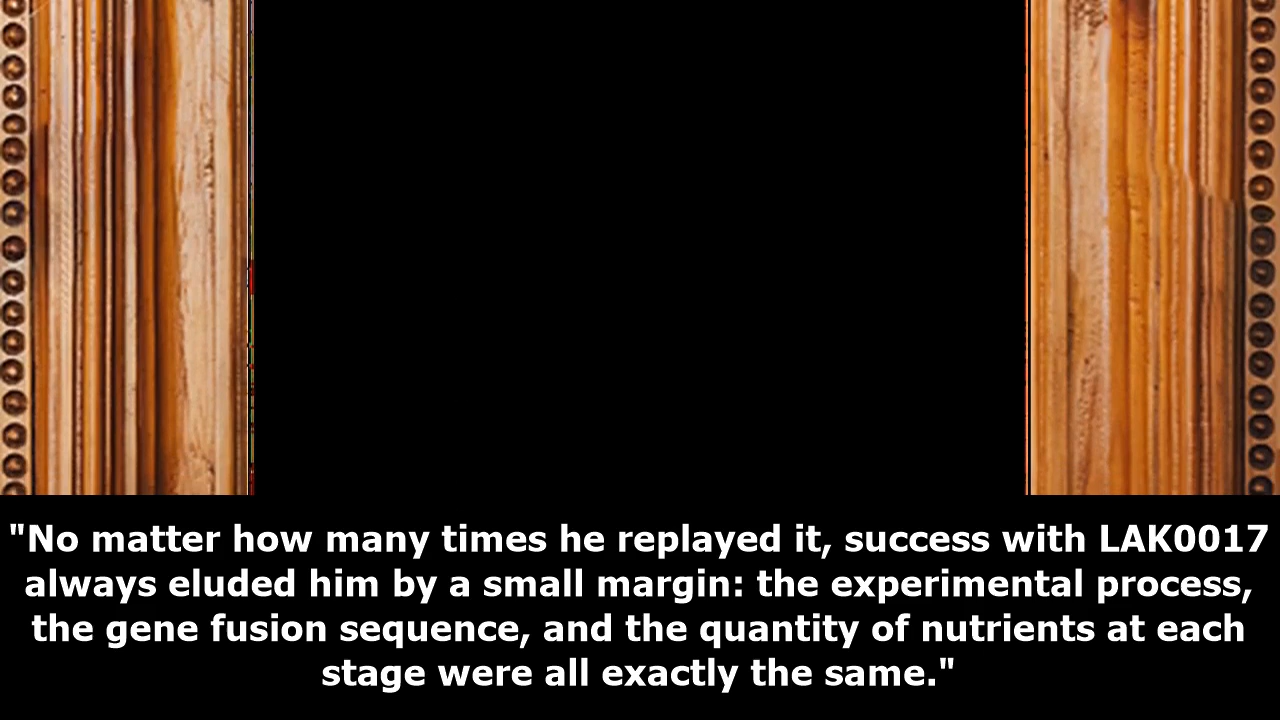 "No matter how many times he replayed it, success with LAK0017
always eluded him by a small margin: the experimental process,
the gene fusion sequence, and the quantity of nutrients at each
stage were all exactly the same."